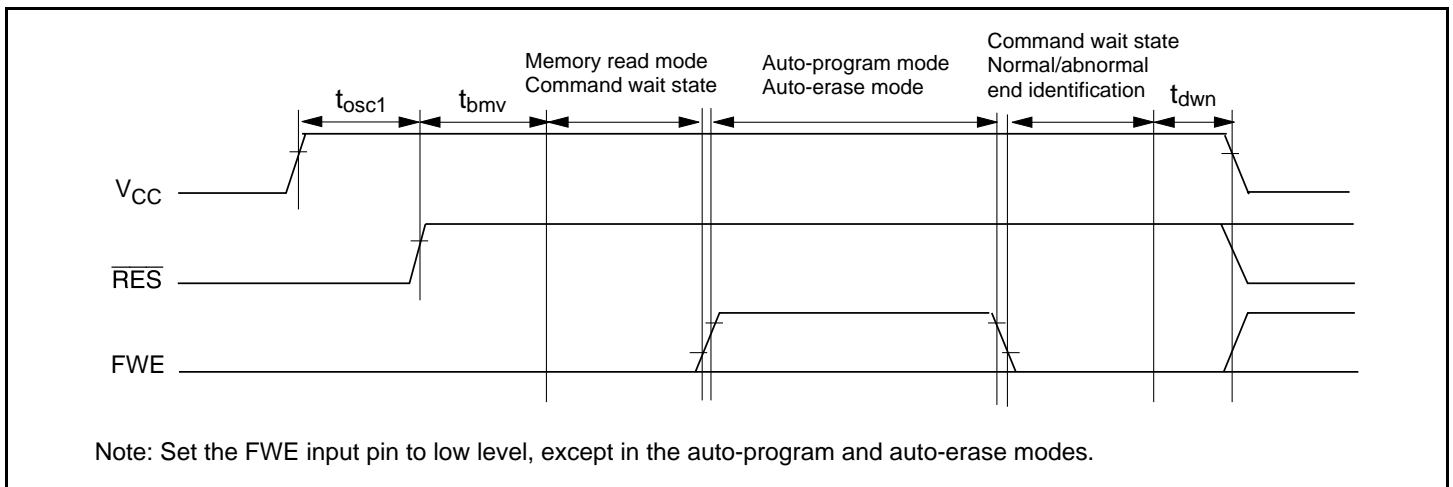 Memory read mode
Command wait state
Auto-program mode
Auto-erase mode
Command wait state
Normal/abnormal
end identification
tosc1
tbmv
tdwn
VCC
RES
FWE
Note: Set the FWE input pin to low level, except in the auto-program and auto-erase modes.